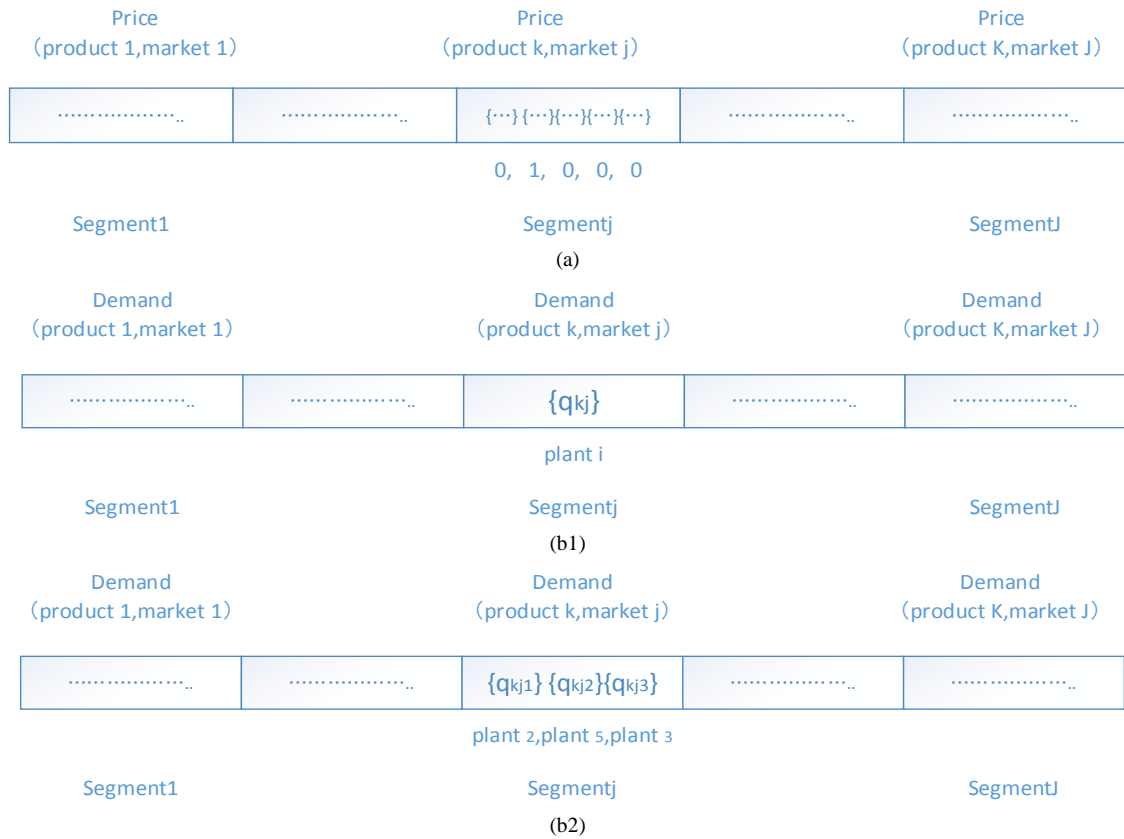 Price Price Price
（product 1,market 1） （product k,market j） （product K,market J）
⋯⋯⋯⋯⋯⋯.. ⋯⋯⋯⋯⋯⋯.. {⋯} {⋯}{⋯}{⋯}{⋯} ⋯⋯⋯⋯⋯⋯.. ⋯⋯⋯⋯⋯⋯..
0, 1, 0, 0, 0
Segment1 Segmentj SegmentJ
(a)
Demand Demand Demand
（product 1,market 1） （product k,market j） （product K,market J）
⋯⋯⋯⋯⋯⋯.. ⋯⋯⋯⋯⋯⋯.. {qkj} ⋯⋯⋯⋯⋯⋯.. ⋯⋯⋯⋯⋯⋯..
plant i
Segment1 Segmentj SegmentJ
(b1)
Demand Demand Demand
（product 1,market 1） （product k,market j） （product K,market J）
⋯⋯⋯⋯⋯⋯.. ⋯⋯⋯⋯⋯⋯.. {qkj1} {qkj2}{qkj3} ⋯⋯⋯⋯⋯⋯.. ⋯⋯⋯⋯⋯⋯..
plant 2,plant 5,plant 3
Segment1 Segmentj SegmentJ
(b2)